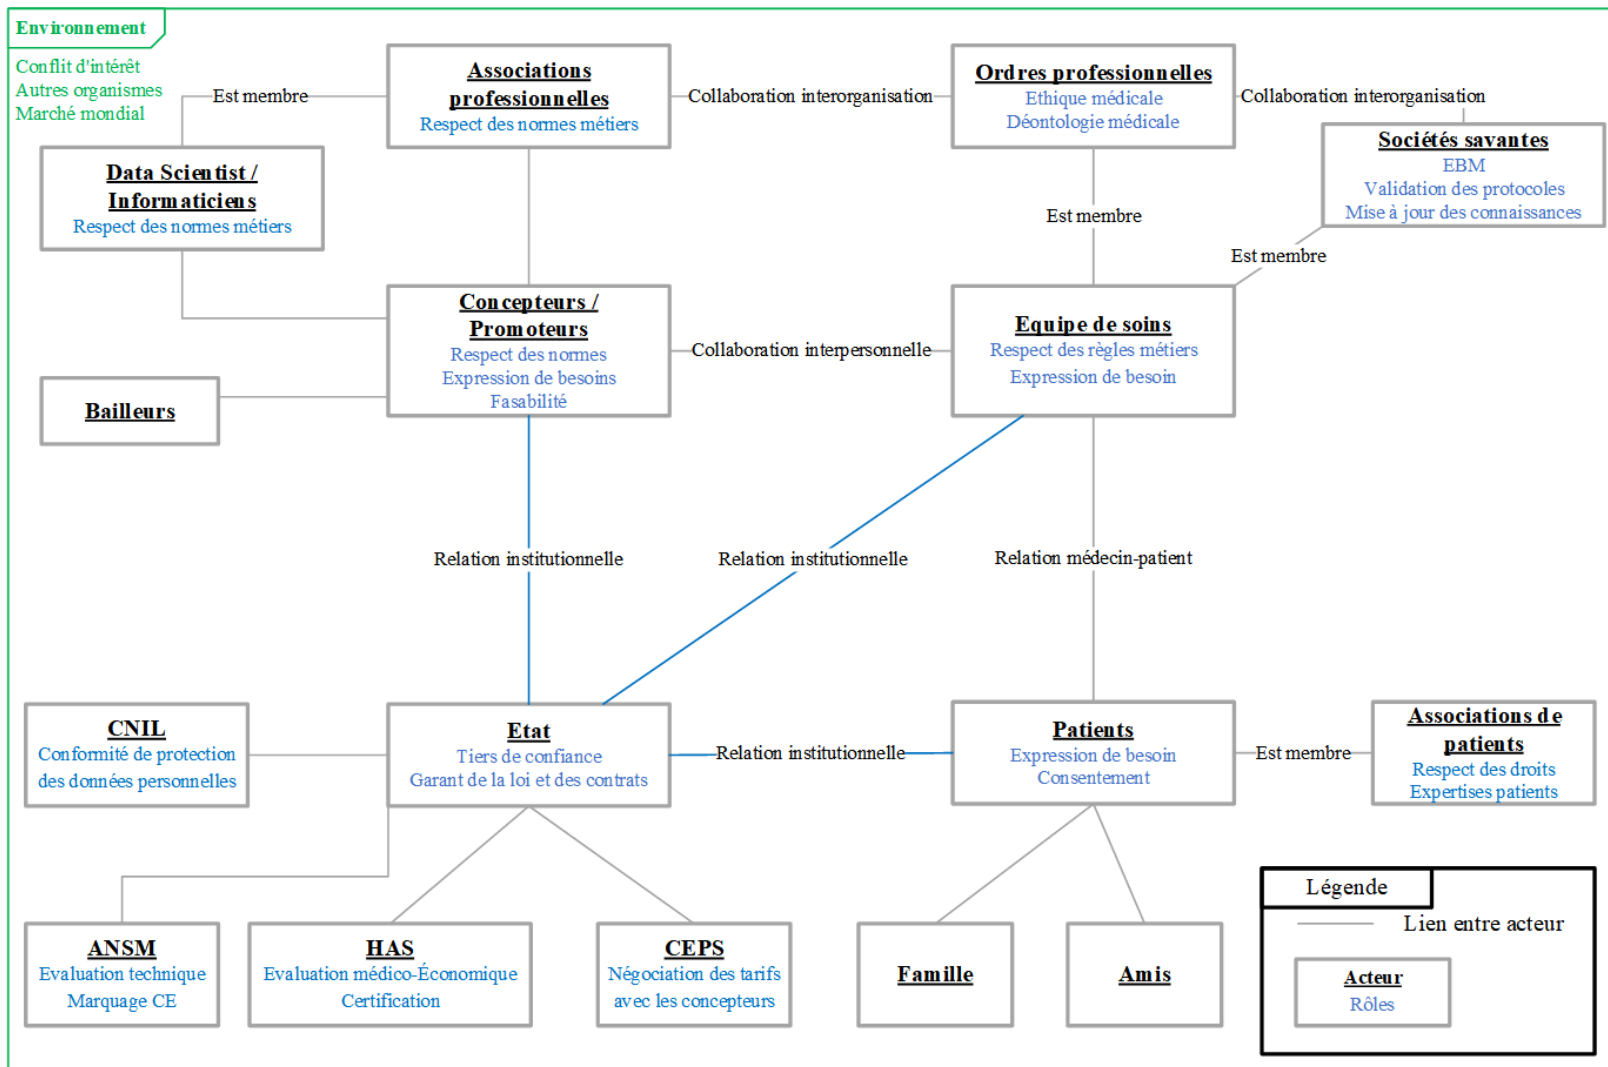 Environnement
Conflit d'intérêt
Autres organismes
Marché mondial
Est membre
Associations
professionnelles
Respect des normes métiers
Collaboration interorganisation
Ordres professionnelles
Ethique médicale
Déontologie médicale
Collaboration interorganisation
Sociétés savantes
EBM
Validation des protocoles
Mise à jour des connaissances
Data Scientist /
Informaticiens
Respect des normes métiers
Est membre
Est membre
Concepteurs /
Promoteurs
Respect des normes
Expression de besoins
Fasabilité
Collaboration interpersonnelle
Equipe de soins
Respect des règles métiers
Expression de besoin
Bailleurs
Relation institutionnelle
Relation institutionnelle
Relation médecin-patient
CNIL
Conformité de protection
des données personnelles
Etat
Tiers de confiance
Garant de la loi et des contrats
Relation institutionnelle
Patients
Expression de besoin
Consentement
Est membre
Associations de
patients
Respect des droits
Expertises patients
ANSM
Evaluation technique
Marquage CE
HAS
Evaluation médico-Économique
Certification
CEPS
Négociation des tarifs
avec les concepteurs
Famille
Amis
Légende
Lien entre acteur
Acteur
Rôles